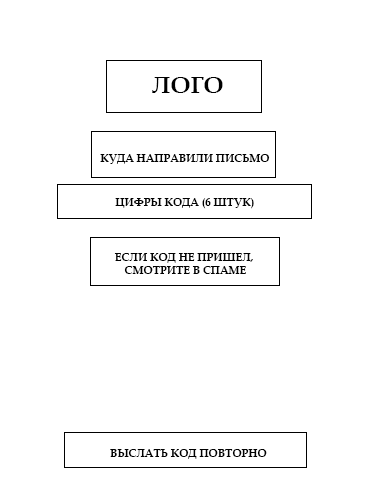 ЛОГО
КУДА НАПРАВИЛИ ПИСЬМО
ЦИФРЫ КОДА (6 ШТУК)
ЕСЛИ КОД НЕ ПРИШЕЛ,
СМОТРИТЕ В СПАМЕ
ВЫСЛАТЬ КОД ПОВТОРНО